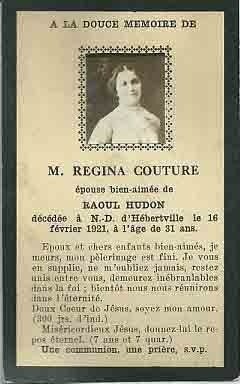 A LA DOUCE MEMOIRE DE
M. REGINA COUTURE
épouse bien-aimée de
RAOUL HUDON
décédée à N.-D. d'Hébertville le 16
février 1921, à l'âge de 31 ans.
Epoux et chers enfants bien-aimés, je
meurs, mon pèlerinage est fini. Je vous
en supplie, ne m'oubliez jamais, restez
unis entre vous, demeurez inébranlables
dans la foi ; bientôt nous nous réunirons
dans l'éternité.
Doux Coeur de Jésus, soyez mon amour.
(300 jrs. d'ind.)
Miséricordieux Jésus, donnez-lui le re-
pos éternel. (7 ans et 7 quar.)
Une communion, une prière, s.v.p.